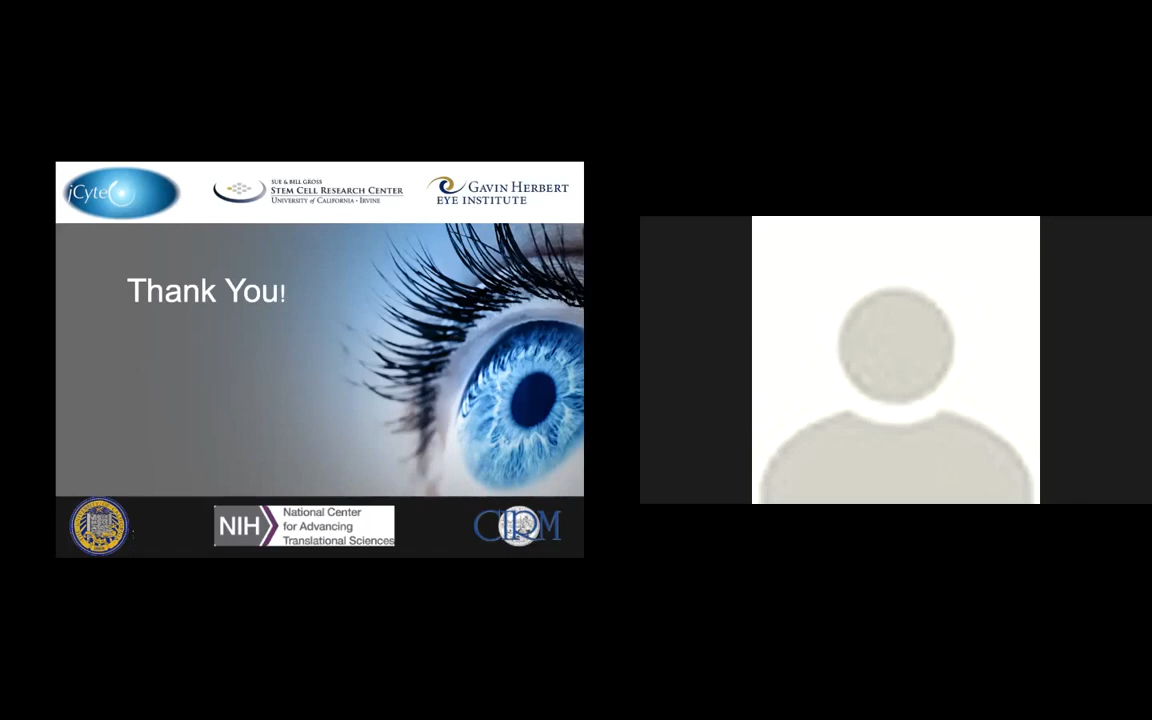 jCyte
SUE & BILL GROSS
STEM CELL RESEARCH CENTER
UNIVERSITY of CALIFORNIA • IRVINE
GAVIN HERBERT
EYE INSTITUTE
Thank You!
NIH
National Center
for Advancing
Translational Sciences
CIRM